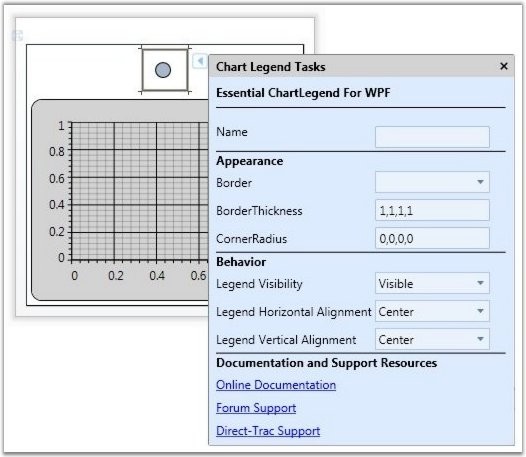 Chart Legend Tasks ×
Essential ChartLegend For WPF
Name
Appearance
Border
BorderThickness 1,1,1,1
CornerRadius 0,0,0,0
Behavior
Legend Visibility Visible
Legend Horizontal Alignment Center
Legend Vertical Alignment Center
Documentation and Support Resources
Online Documentation
Forum Support
Direct-Trac Support
1
0.8
0.6
0.4
0.2
0
0 0.2 0.4 0.6